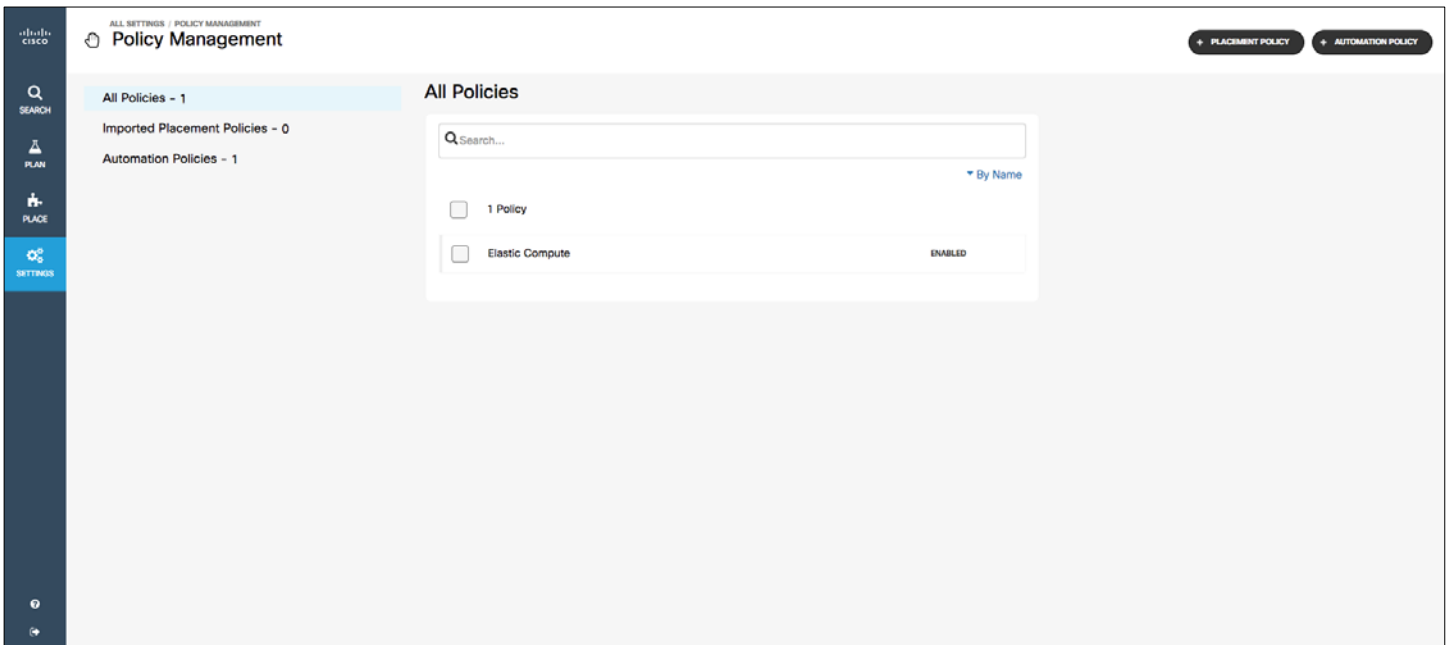 CISCO
SEARCH
PLAN
PLACE
SETTINGS
ALL SETTINGS / POLICY MANAGEMENT
Policy Management
+ PLACEMENT POLICY
+ AUTOMATION POLICY
All Policies - 1
Imported Placement Policies - 0
Automation Policies - 1
All Policies
Search...
By Name
1 Policy
Elastic Compute ENABLED